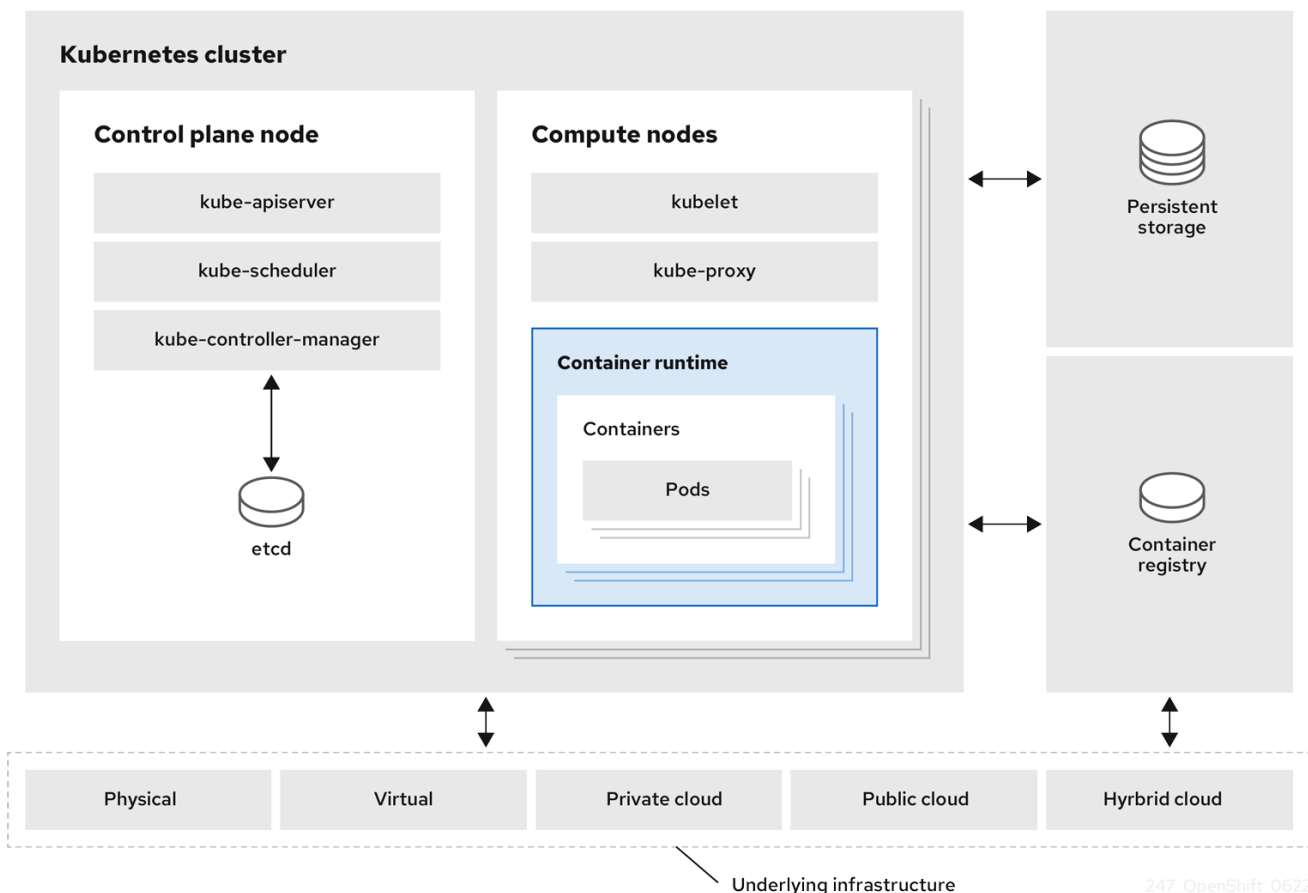 Kubernetes cluster
Control plane node
kube-apiserver
kube-scheduler
kube-controller-manager
etcd
Compute nodes
kubelet
kube-proxy
Container runtime
Containers
Pods
Persistent
storage
Container
registry
Physical
Virtual
Private cloud
Public cloud
Hyrbrid cloud
Underlying infrastructure
247_OpenShift_0622